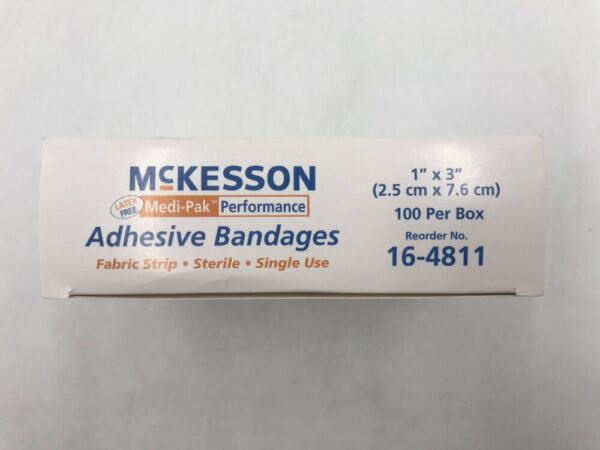 McKESSON
LATEX FREE
Medi-Pak™ Performance
Adhesive Bandages
Fabric Strip • Sterile • Single Use
1" x 3"
(2.5 cm x 7.6 cm)
100 Per Box
Reorder No.
16-4811